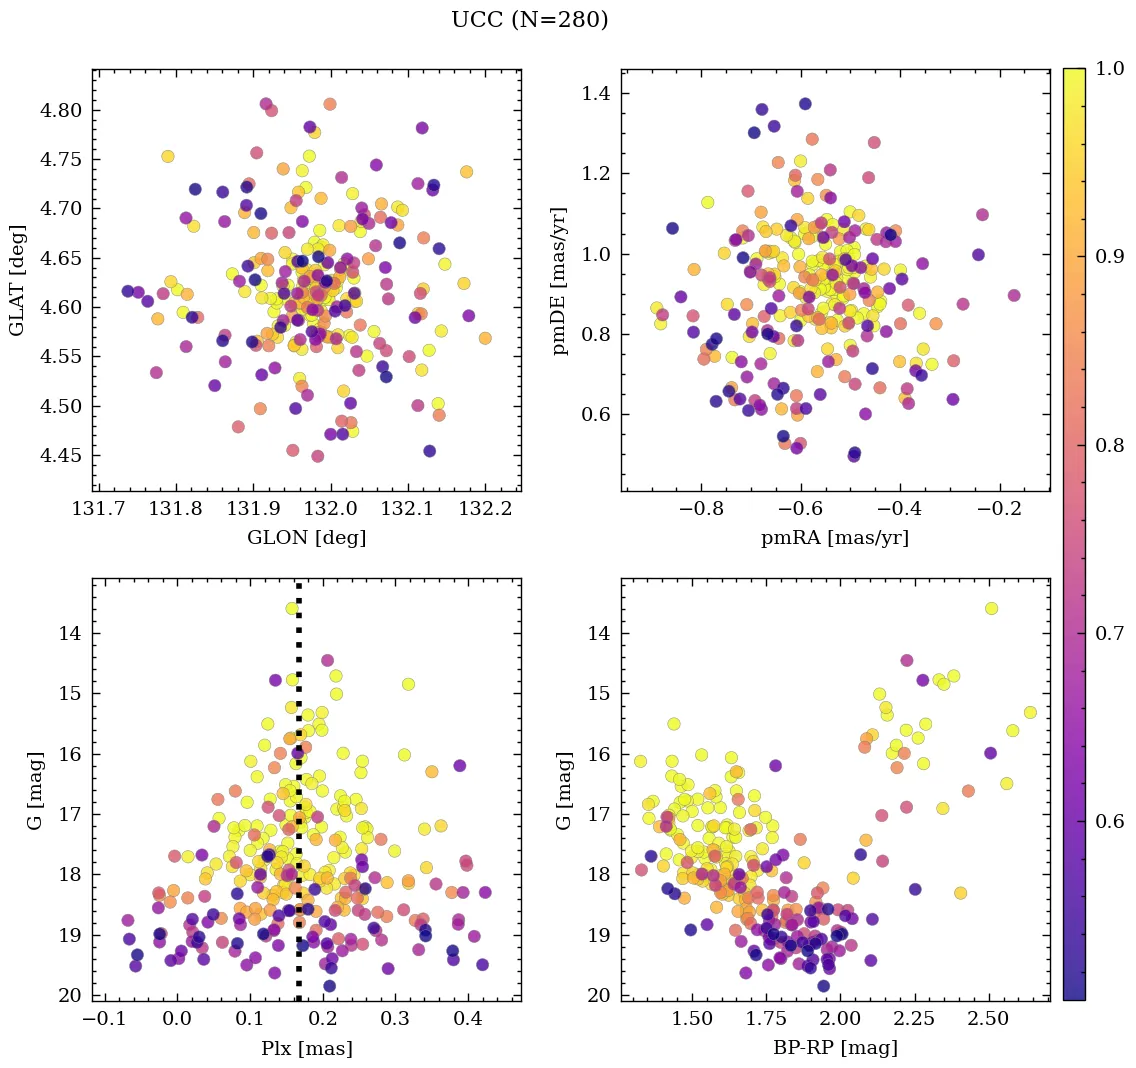 UCC (N=280)
4.80
4.75
4.70
4.65
4.60
4.55
4.50
4.45
GLAT [deg]
131.7 131.8 131.9 132.0 132.1 132.2
GLON [deg]
1.4
1.2
1.0
0.8
0.6
pmDE [mas/yr]
−0.8 −0.6 −0.4 −0.2
pmRA [mas/yr]
1.0
0.9
0.8
0.7
0.6
14
15
16
17
18
19
20
G [mag]
−0.1 0.0 0.1 0.2 0.3 0.4
Plx [mas]
14
15
16
17
18
19
20
G [mag]
1.50 1.75 2.00 2.25 2.50
BP-RP [mag]